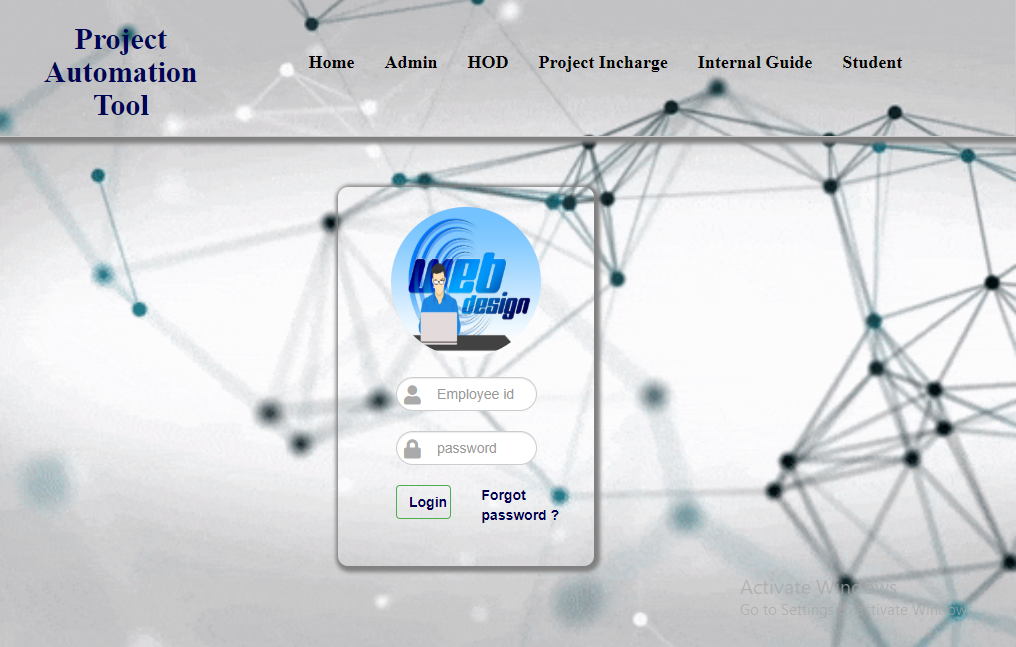 Project
Automation
Tool
Home Admin HOD Project Incharge Internal Guide Student
web
design
Employee id
password
Login
Forgot
password ?
Activate Windows
Go to Settings to activate Windows